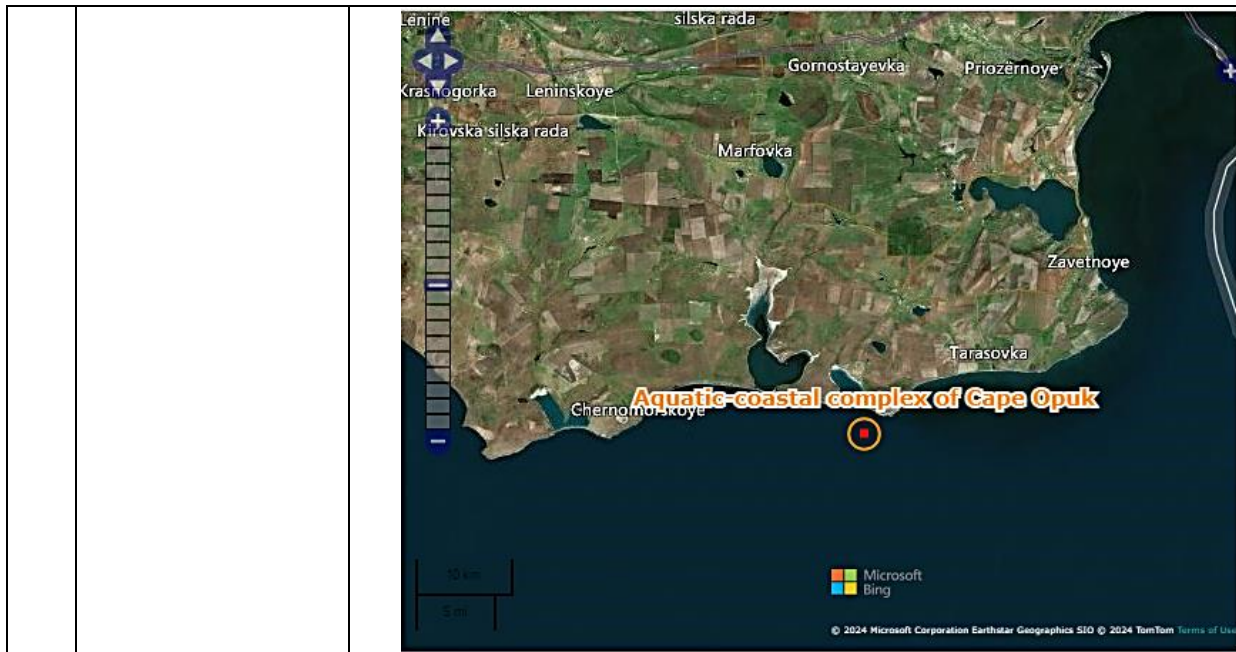 Lenine
silska rada
Gornostayevka
Priozërnoye
Krasnogorka
Leninskoye
Kirovska silska rada
Marfovka
Zavetnoye
Tarasovka
Aquatic-coastal complex of Cape Opuk
Chernomorskoye
10 km
5 mi
Microsoft
Bing
© 2024 Microsoft Corporation Earthstar Geographics SIO © 2024 TomTom Terms of Use